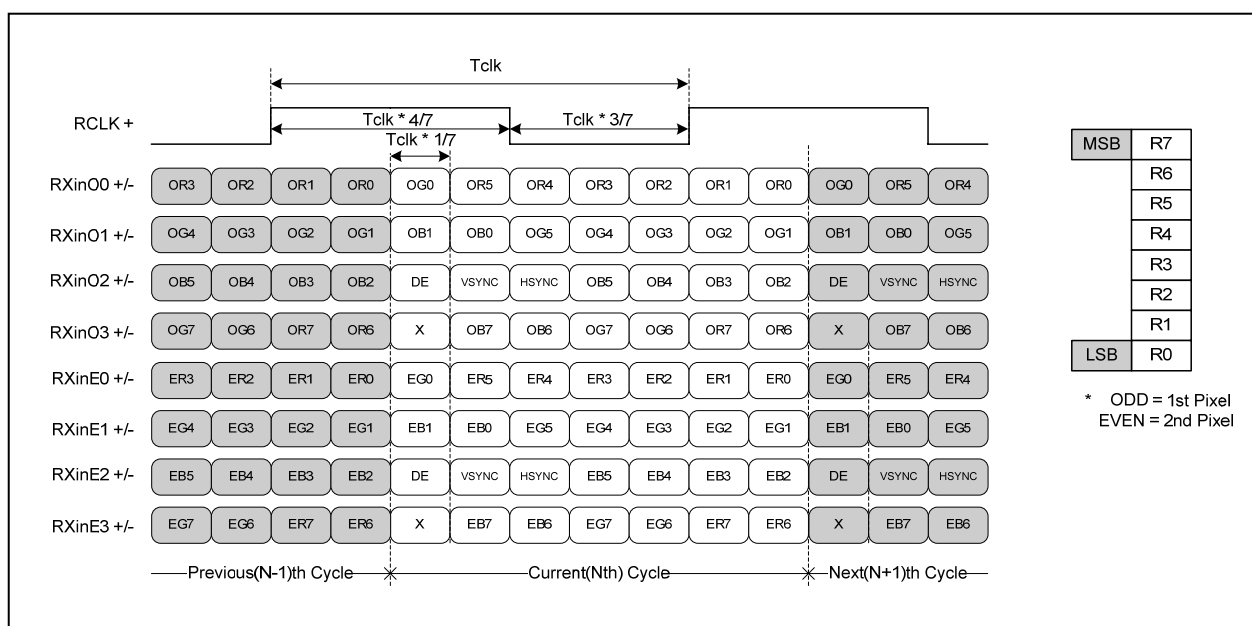 Tclk
RCLK +
Tclk * 4/7
Tclk * 3/7
Tclk * 1/7
RXinO0 +/- OR3 OR2 OR1 OR0 OG0 OR5 OR4 OR3 OR2 OR1 OR0 OG0 OR5 OR4
RXinO1 +/- OG4 OG3 OG2 OG1 OB1 OB0 OG5 OG4 OG3 OG2 OG1 OB1 OB0 OG5
RXinO2 +/- OB5 OB4 OB3 OB2 DE VSYNC HSYNC OB5 OB4 OB3 OB2 DE VSYNC HSYNC
RXinO3 +/- OG7 OG6 OR7 OR6 X OB7 OB6 OG7 OG6 OR7 OR6 X OB7 OB6
RXinE0 +/- ER3 ER2 ER1 ER0 EG0 ER5 ER4 ER3 ER2 ER1 ER0 EG0 ER5 ER4
RXinE1 +/- EG4 EG3 EG2 EG1 EB1 EB0 EG5 EG4 EG3 EG2 EG1 EB1 EB0 EG5
RXinE2 +/- EB5 EB4 EB3 EB2 DE VSYNC HSYNC EB5 EB4 EB3 EB2 DE VSYNC HSYNC
RXinE3 +/- EG7 EG6 ER7 ER6 X EB7 EB6 EG7 EG6 ER7 ER6 X EB7 EB6
Previous(N-1)th Cycle Current(Nth) Cycle Next(N+1)th Cycle
MSB R7
R6
R5
R4
R3
R2
R1
LSB R0
* ODD = 1st Pixel
EVEN = 2nd Pixel